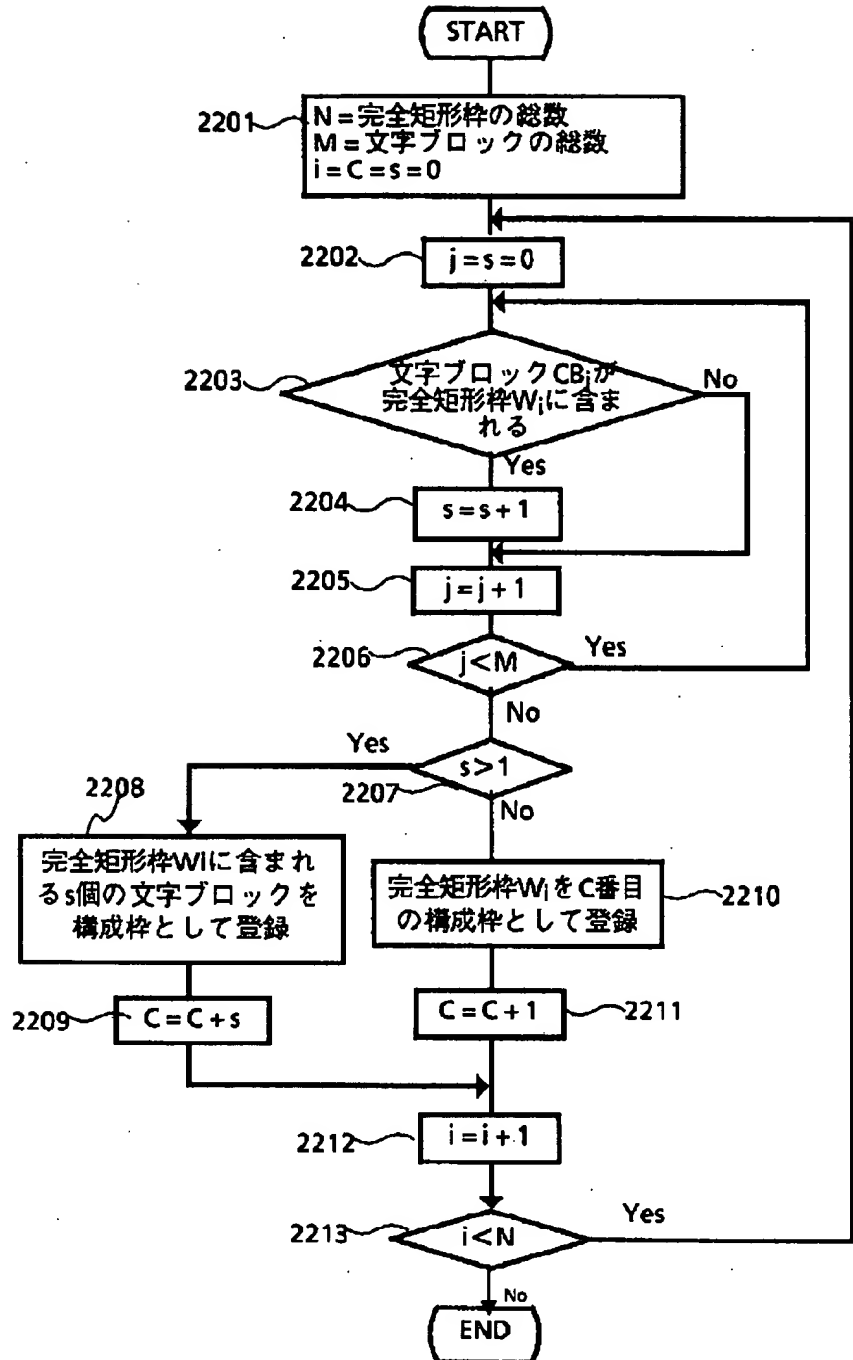 START
2201
N=完全矩形枠の総数
M=文字ブロックの総数
i=C=s=0
2202
j=s=0
2203
文字ブロックCBjが
完全矩形枠Wiに含ま
れる
No
Yes
2204
s=s+1
2205
j=j+1
2206
j<M
Yes
No
Yes
s>1
2207
No
2208
完全矩形枠Wiに含まれ
るs個の文字ブロックを
構成枠として登録
完全矩形枠WiをC番目
の構成枠として登録
2210
2209
C=C+s
C=C+1
2211
2212
i=i+1
2213
i<N
Yes
No
END